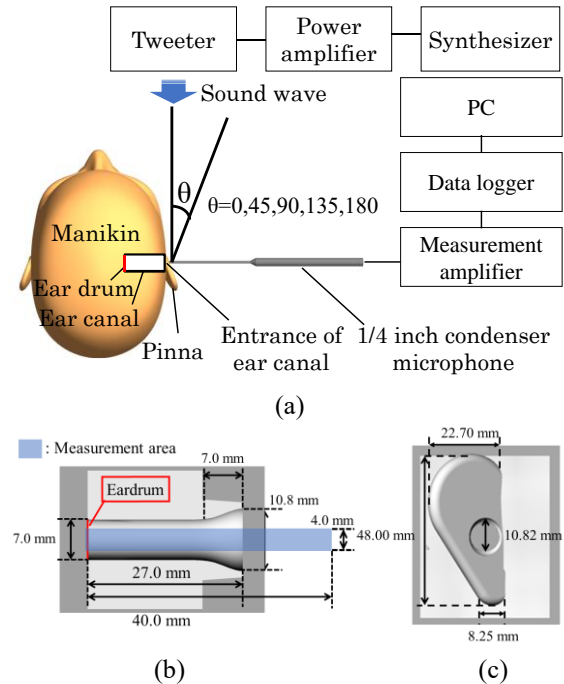 Tweeter
Power
amplifier
Synthesizer
Sound wave
PC
θ
θ=0,45,90,135,180
Data logger
Manikin
Measurement
amplifier
Ear drum
Ear canal
Pinna
Entrance of
ear canal
1/4 inch condenser
microphone
(a)
: Measurement area
7.0 mm
Eardrum
10.8 mm
4.0 mm
7.0 mm
27.0 mm
40.0 mm
22.70 mm
48.00 mm
10.82 mm
8.25 mm
(b)
(c)